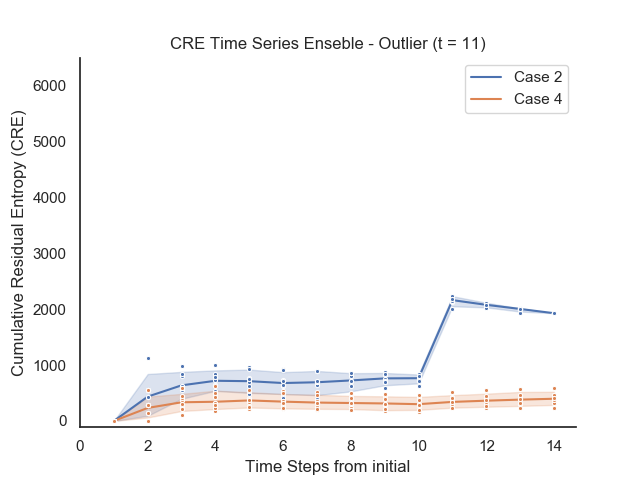 CRE Time Series Enseble - Outlier (t = 11)
Case 2
Case 4
Cumulative Residual Entropy (CRE)
6000
5000
4000
3000
2000
1000
0
0 2 4 6 8 10 12 14
Time Steps from initial